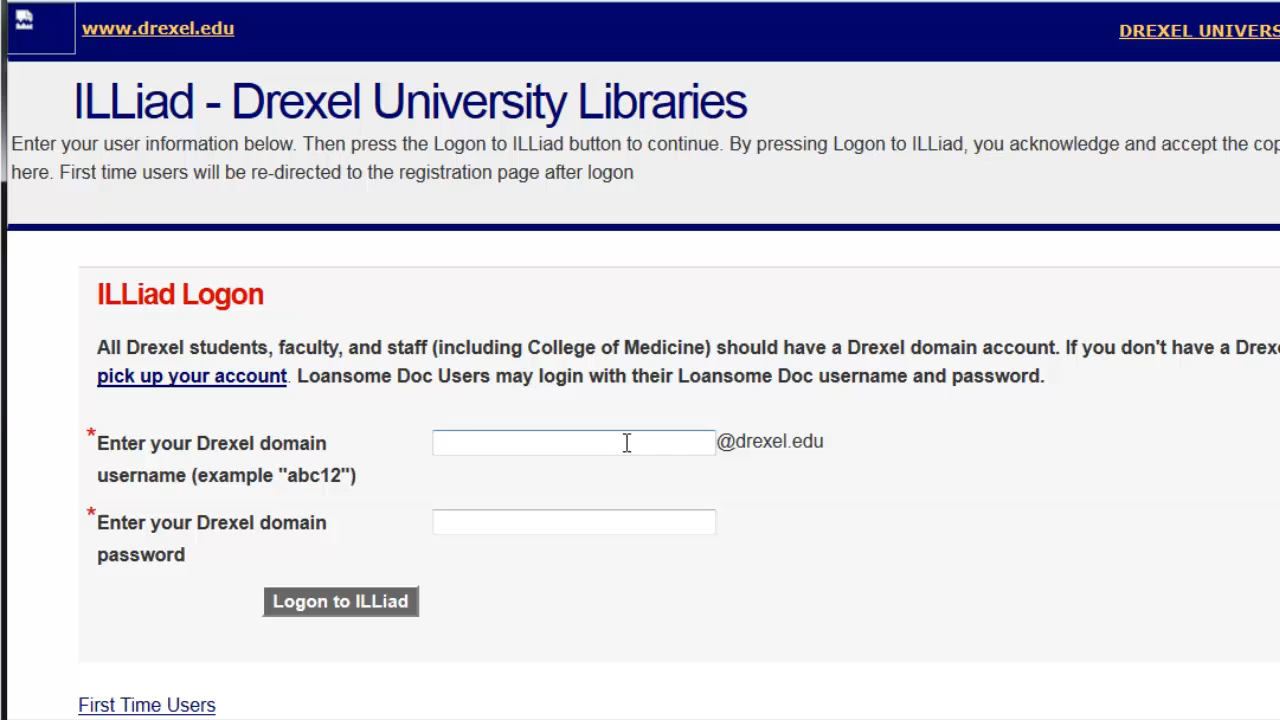 www.drexel.edu
DREXEL
ILLiad - Drexel University Libraries
Enter your user information below. Then press the Logon to ILLiad button to continue. By pressing Logon to ILLiad, you acknowledge and accept the
here. First time users will be re-directed to the registration page after logon
ILLiad Logon
All Drexel students, faculty, and staff (including College of Medicine) should have a Drexel domain account. If you don't have a
pick up your account. Loansome Doc Users may login with their Loansome Doc username and password.
*Enter your Drexel domain
@drexel.edu
username (example "abc12")
*Enter your Drexel domain
password
Logon to ILLiad
First Time Users